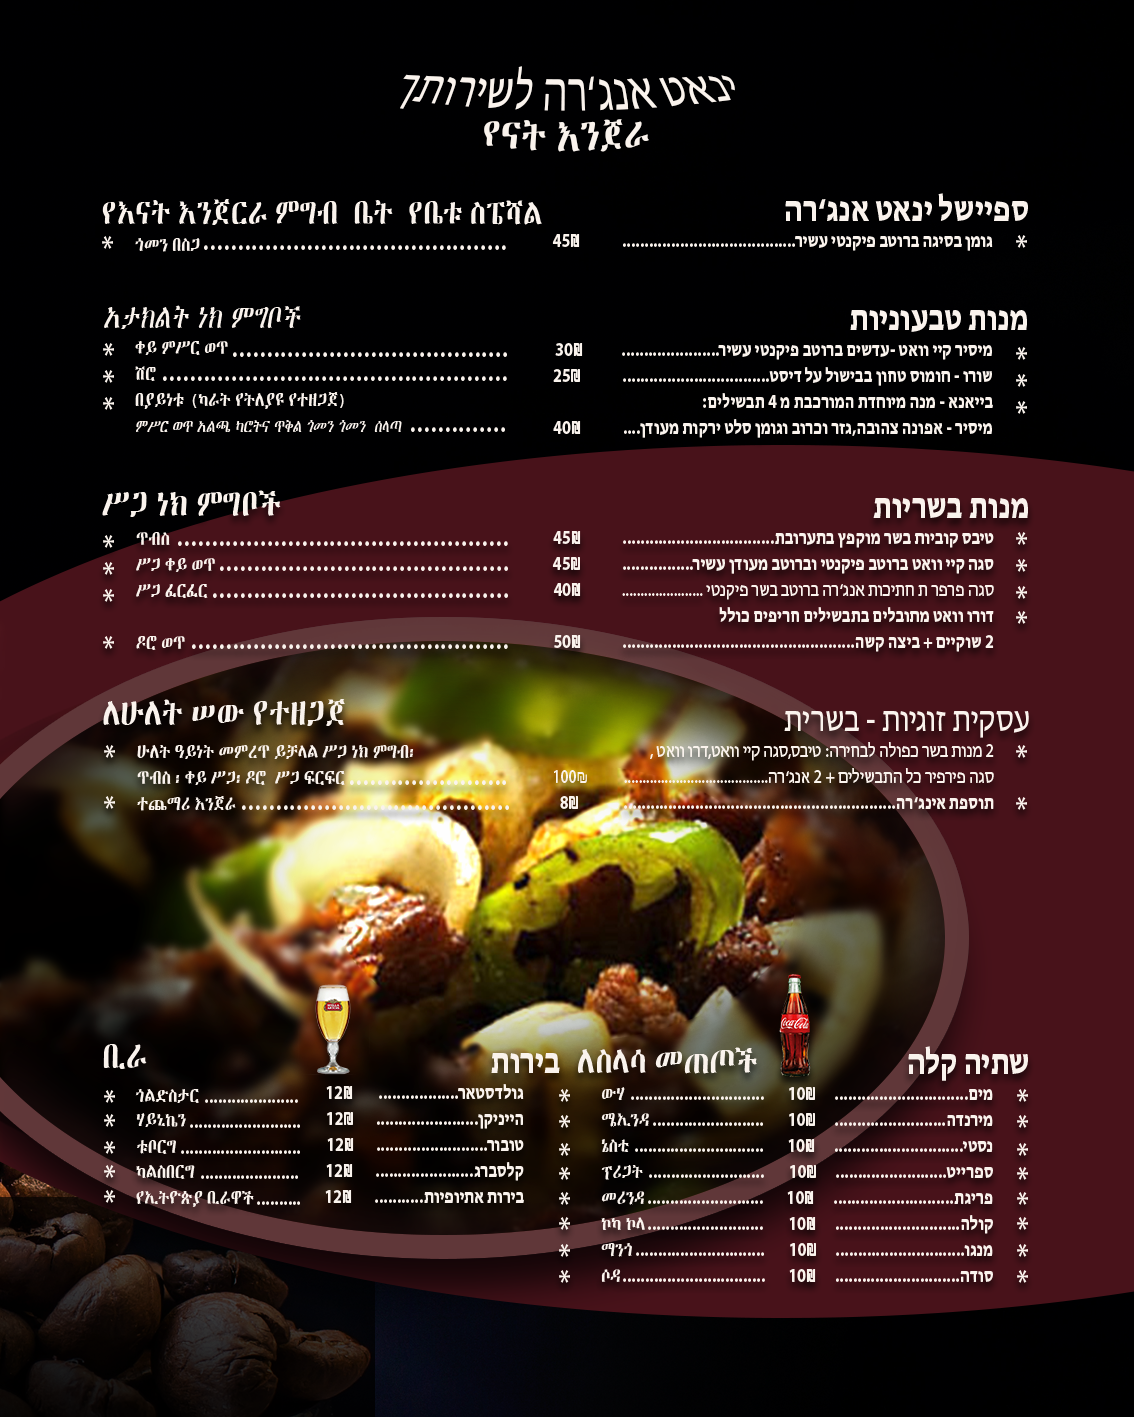 ינאט אנג׳רה לשירותך
የናት እንጀራ
ספיישל ינאט אנג׳רה
גומן בסיגה ברוטב פיקנטי עשיר......................................
45₪
የእናት እንጀርራ ምግብ ቤት የቤቱ ስፔሻል
ጎመን በስጋ ............................................
מנות טבעוניות
מיסיר קיי וואט -עדשים ברוטב פיקנטי עשיר......................
30₪
שורו - חומוס טחון בבישול על דיסט.................................
25₪
בייאנא - מנה מיוחדת המורכבת מ 4 תבשילים:
מיסיר - אפונה צהובה,גזר וכרוב וגומן סלט ירקות מעודן....
40₪
አታክልት ነክ ምግቦች
ቀይ ምሥር ወጥ ........................................
ሽሮ ..................................................
በያይነቱ (ካራት የትለያዩ የተዘጋጀ)
ምሥር ወጥ አልጫ ካሮትና ጥቅል ጎመን ጎመን ሰላጣ ..............
מנות בשריות
טיבס קוביות בשר מוקפץ בתערובת..................................
45₪
סגה קיי וואט ברוטב פיקנטי וברוטב מעודן עשיר................
45₪
סגה פרפר ת חתיכות אנג׳רה ברוטב בשר פיקנטי ......................
40₪
דורו וואט מתובלים בתבשילים חריפים כולל
2 שוקיים + ביצה קשה....................................................
50₪
ሥጋ ነክ ምግቦች
ጥብስ ................................................
ሥጋ ቀይ ወጥ ..........................................
ሥጋ ፈርፈር ...........................................
ዶሮ ወጥ ..............................................
עסקית זוגיות - בשרית
2 מנות בשר כפולה לבחירה: טיבס,סגה קיי וואט,דרו וואט ,
סגה פירפיר כל התבשילים + 2 אנג׳רה.......................................
100₪
תוספת אינג׳רה.............................................................
8₪
ለሁለት ሠው የተዘጋጀ
ሁለት ዓይነት መምረጥ ይቻላል ሥጋ ነክ ምግብ፡
ጥብስ ፡ ቀይ ሥጋ፡ ዶሮ ሥጋ ፍርፍር .......................
ተጨማሪ እንጀራ .......................................
שתיה קלה
ለስላሳ መጠጦች
מים.............................. 10₪ ውሃ ..............................
מירנדה......................... 10₪ ሜኢንዳ .........................
נסטי............................. 10₪ ኔስቲ .............................
ספרייט......................... 10₪ ፕሪጋት ..........................
פריגת........................... 10₪ መሪንዳ ..........................
קולה............................ 10₪ ኮካ ኮላ ..........................
מנגו............................. 10₪ ማንጎ .............................
סודה............................ 10₪ ሶዳ................................
בירות
ቢራ
גולדסטאר.................. 12₪ ጎልድስታር .....................
הייניקן....................... 12₪ ሃይኒኬን .........................
טובור......................... 12₪ ቱቦርግ ...........................
קלסברג...................... 12₪ ካልስበርግ ......................
בירות אתיופיות........... 12₪ የኢትዮጵያ ቢራዎች ..........
Coca-Cola